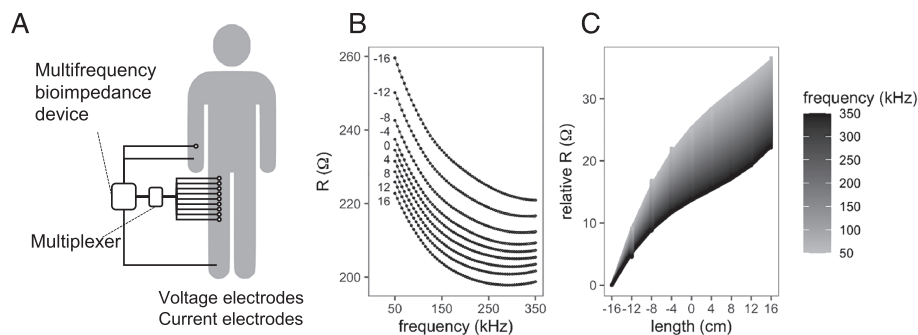 A
Multifrequency
bioimpedance
device
Multiplexer
Voltage electrodes
Current electrodes
B
R (Ω)
260
240
220
200
-16
-12
-8
-4
0
4
8
12
16
50 150 250 350
frequency (kHz)
C
relative R (Ω)
30
20
10
0
-16 -12 -8 -4 0 4 8 12 16
length (cm)
frequency (kHz)
350
300
250
200
150
100
50